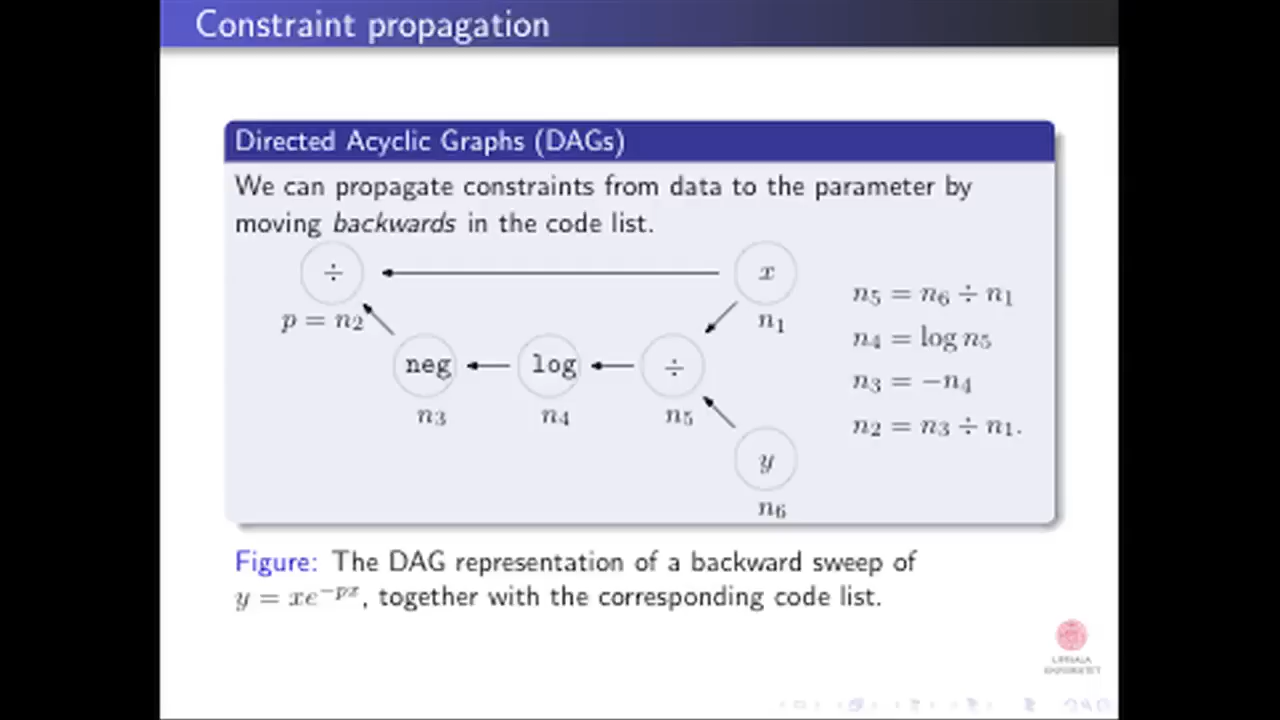 Constraint propagation
Directed Acyclic Graphs (DAGs)
We can propagate constraints from data to the parameter by
moving backwards in the code list.
÷
x
p = n₂
n₁
neg
log
÷
n₃
n₄
n₅
y
n₆
n₅ = n₆ ÷ n₁
n₄ = log n₅
n₃ = −n₄
n₂ = n₃ ÷ n₁.
Figure: The DAG representation of a backward sweep of
y = xe⁻ᵖˣ, together with the corresponding code list.
UPPSALA
UNIVERSITET